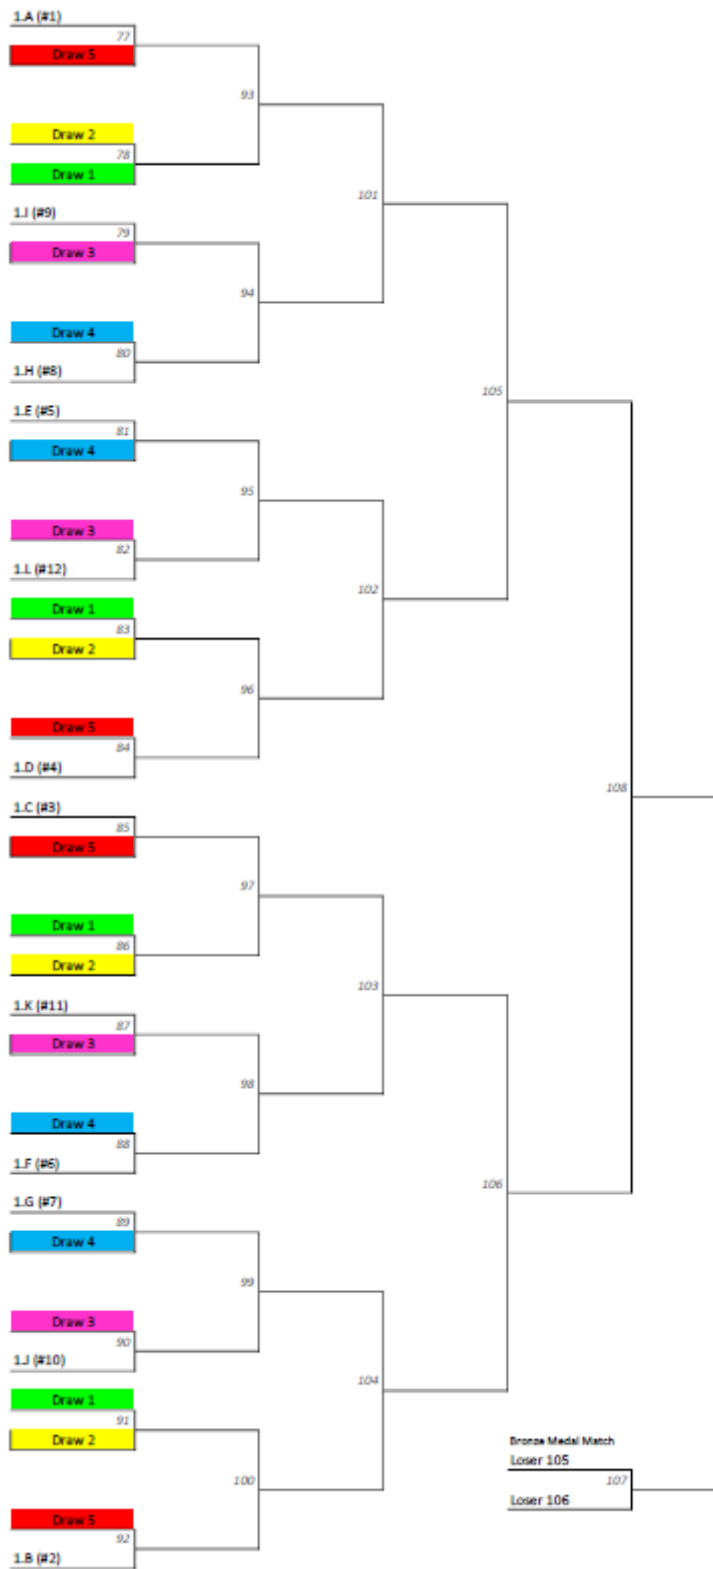 1.A (#1)
77
Draw 5
93
Draw 2
78
Draw 1
101
1.I (#9)
79
Draw 3
94
Draw 4
80
1.H (#8)
105
1.E (#5)
81
Draw 4
95
Draw 3
82
1.L (#12)
102
Draw 1
83
Draw 2
96
Draw 5
84
1.D (#4)
108
1.C (#3)
85
Draw 5
97
Draw 1
86
Draw 2
103
1.K (#11)
87
Draw 3
98
Draw 4
88
1.F (#6)
106
1.G (#7)
89
Draw 4
99
Draw 3
90
1.J (#10)
104
Draw 1
91
Draw 2
100
Draw 5
92
1.B (#2)
Bronze Medal Match
Loser 105
107
Loser 106